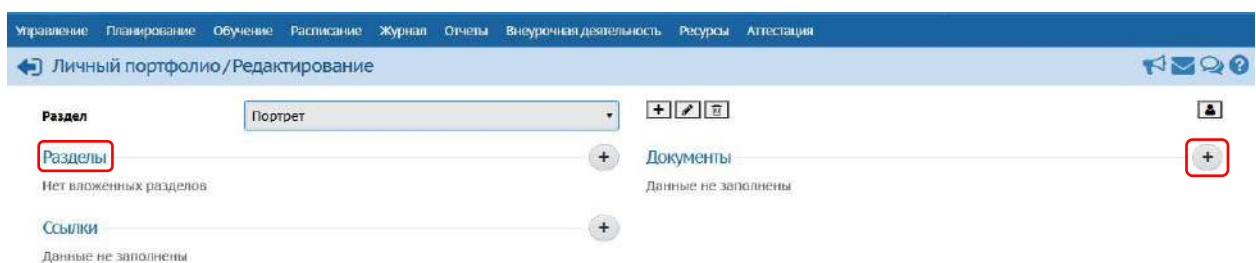 Управление Планирование Обучение Расписание Журнал Отчеты Внеурочная деятельность Ресурсы Аттестация
Личный портфолио/Редактирование
Раздел Портрет
Разделы Документы
Нет вложенных разделов Данные не заполнены
Ссылки
Данные не заполнены